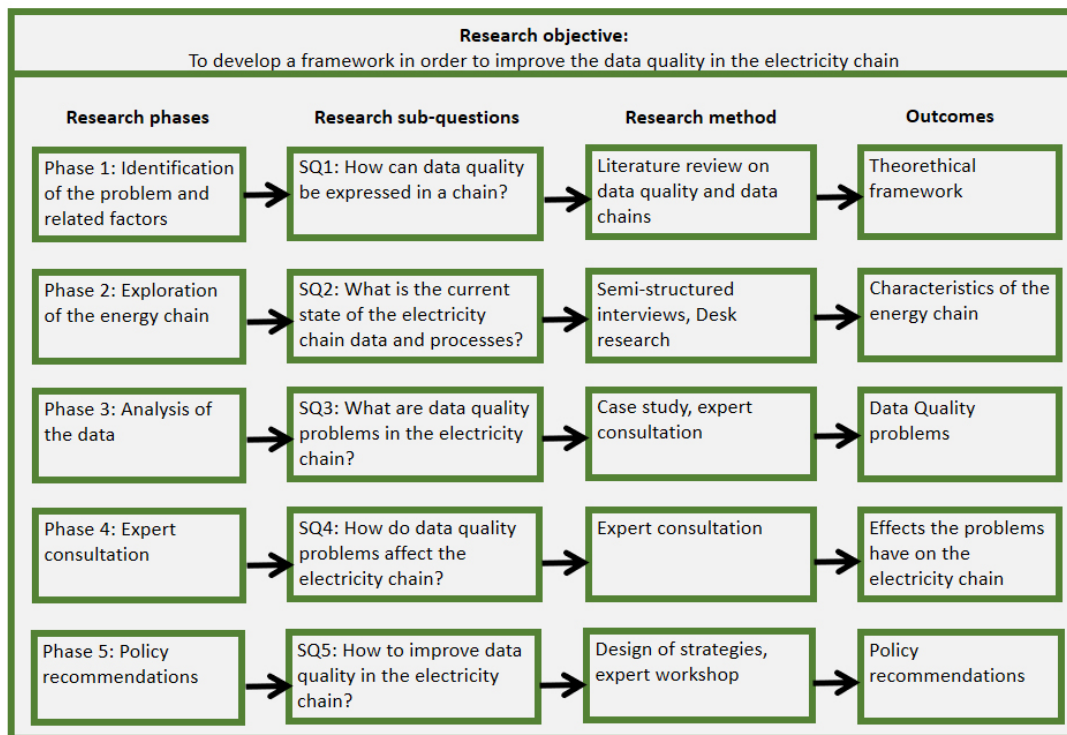 Research objective:
To develop a framework in order to improve the data quality in the electricity chain
Research phases
Research sub-questions
Research method
Outcomes
Phase 1: Identification
of the problem and
related factors
SQ1: How can data quality
be expressed in a chain?
Literature review on
data quality and data
chains
Theorethical
framework
Phase 2: Exploration
of the energy chain
SQ2: What is the current
state of the electricity
chain data and processes?
Semi-structured
interviews, Desk
research
Characteristics of the
energy chain
Phase 3: Analysis of
the data
SQ3: What are data quality
problems in the electricity
chain?
Case study, expert
consultation
Data Quality
problems
Phase 4: Expert
consultation
SQ4: How do data quality
problems affect the
electricity chain?
Expert consultation
Effects the problems
have on the
electricity chain
Phase 5: Policy
recommendations
SQ5: How to improve data
quality in the electricity
chain?
Design of strategies,
expert workshop
Policy
recommendations